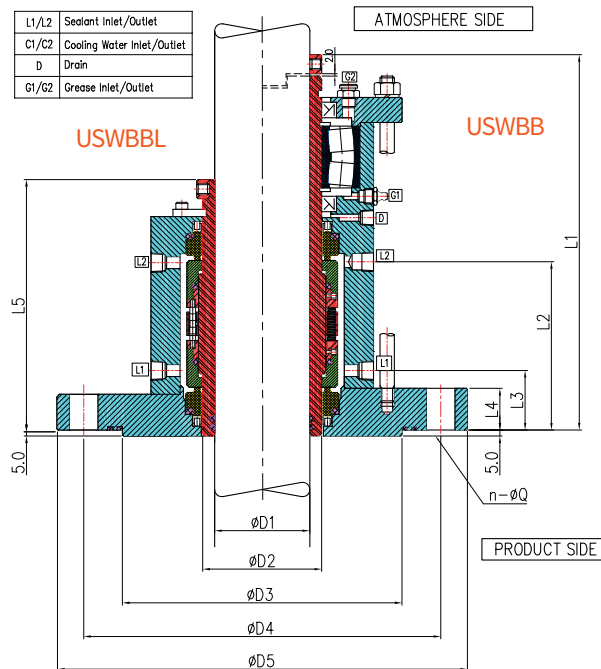 ATMOSPHERE SIDE
L1/L2 Sealant Inlet/Outlet
C1/C2 Cooling Water Inlet/Outlet
D Drain
G1/G2 Grease Inlet/Outlet
2.0
G2
USWBBL
USWBB
G1
D
L1
L2
L2
L5
L2
L1
L1
L3
L4
5.0
5.0
n-øQ
øD1
PRODUCT SIDE
øD2
øD3
øD4
øD5